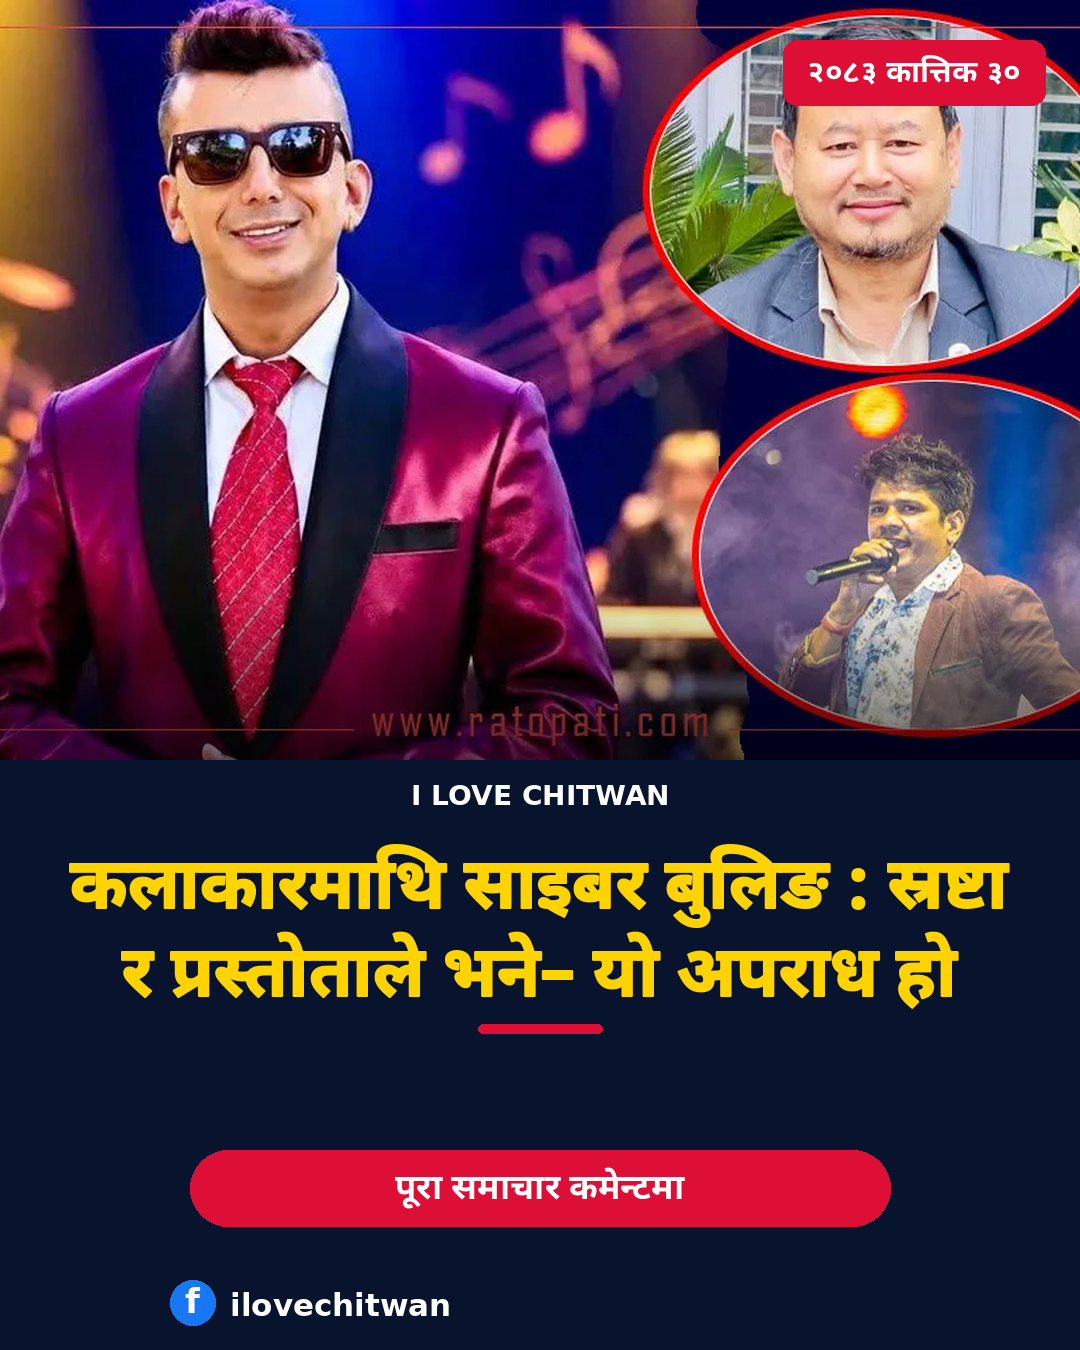 २०८३ कात्तिक ३०
www.ratopati.com
I LOVE CHITWAN
कलाकारमाथि साइबर बुलिङ : स्रष्टा
र प्रस्तोताले भने– यो अपराध हो
पूरा समाचार कमेन्टमा
f ilovechitwan